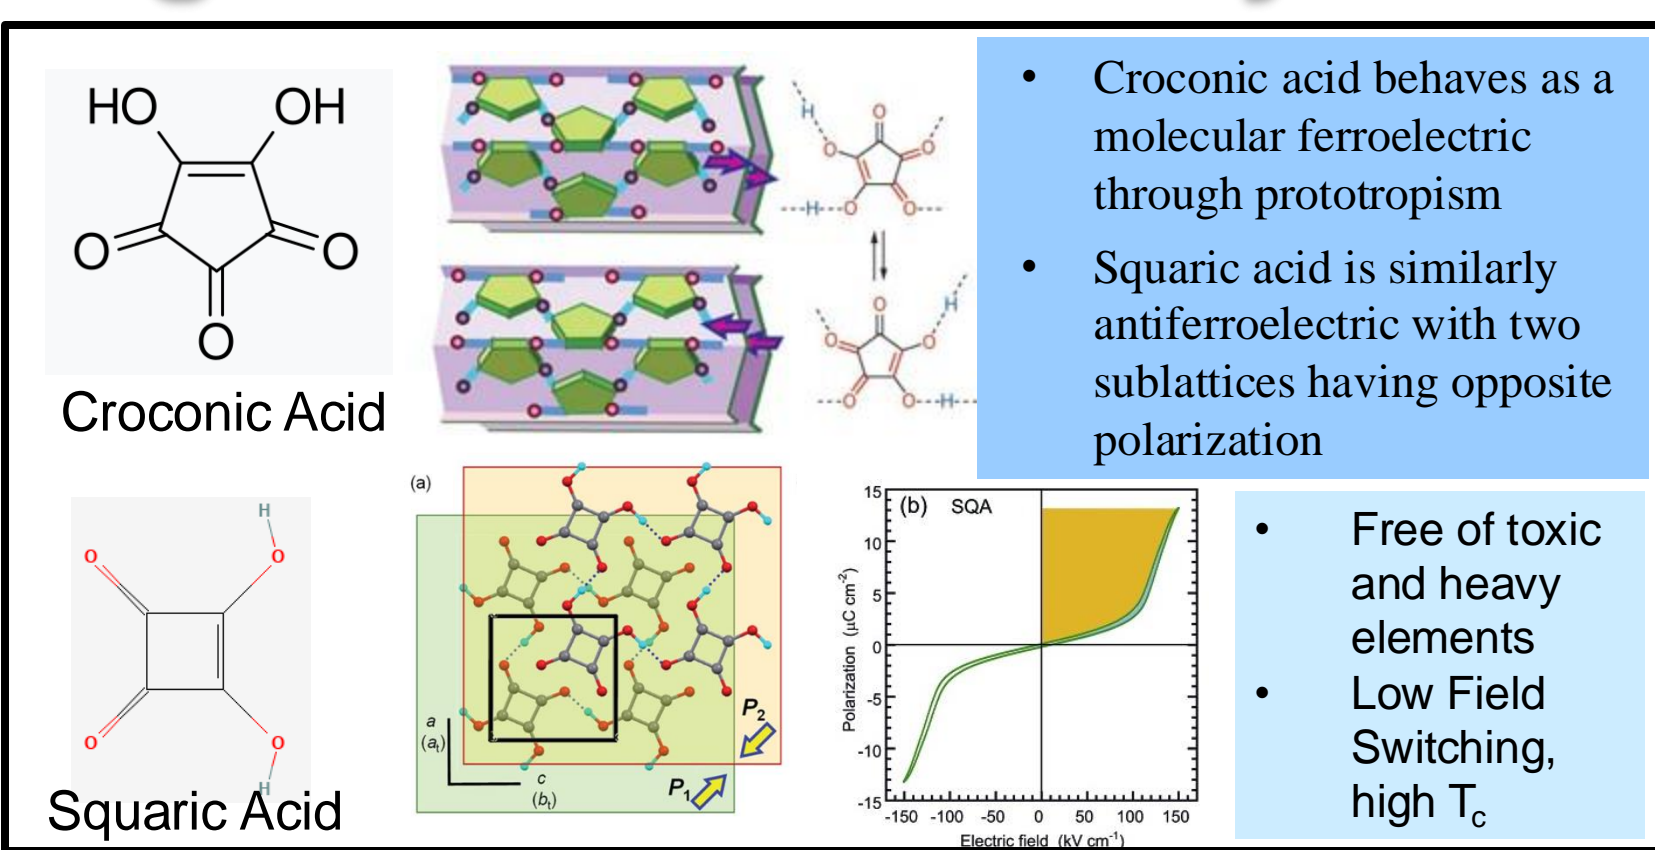 HO OH
O O
O
Croconic Acid
H
O
O
O
H O O
O
O
H
O
O
O H
• Croconic acid behaves as a
molecular ferroelectric
through prototropism
• Squaric acid is similarly
antiferroelectric with two
sublattices having opposite
polarization
H
O O
O O
H
Squaric Acid
(a)
a
(at)
c
(bt)
P2
P1
(b) SQA
Polarization (μC cm-2)
15
10
5
0
-5
-10
-15
-150 -100 -50 0 50 100 150
Electric field (kV cm-1)
• Free of toxic
and heavy
elements
• Low Field
Switching,
high Tc